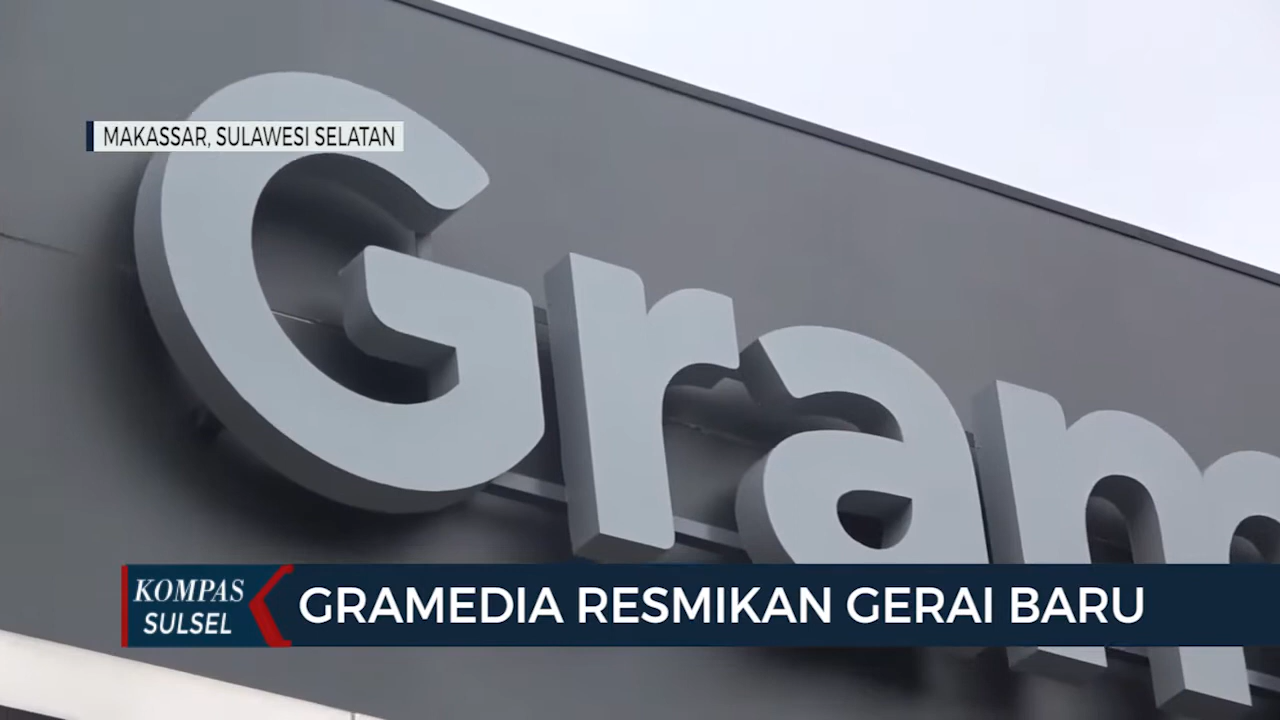 MAKASSAR, SULAWESI SELATAN
Gram
KOMPAS
SULSEL
GRAMEDIA RESMIKAN GERAI BARU